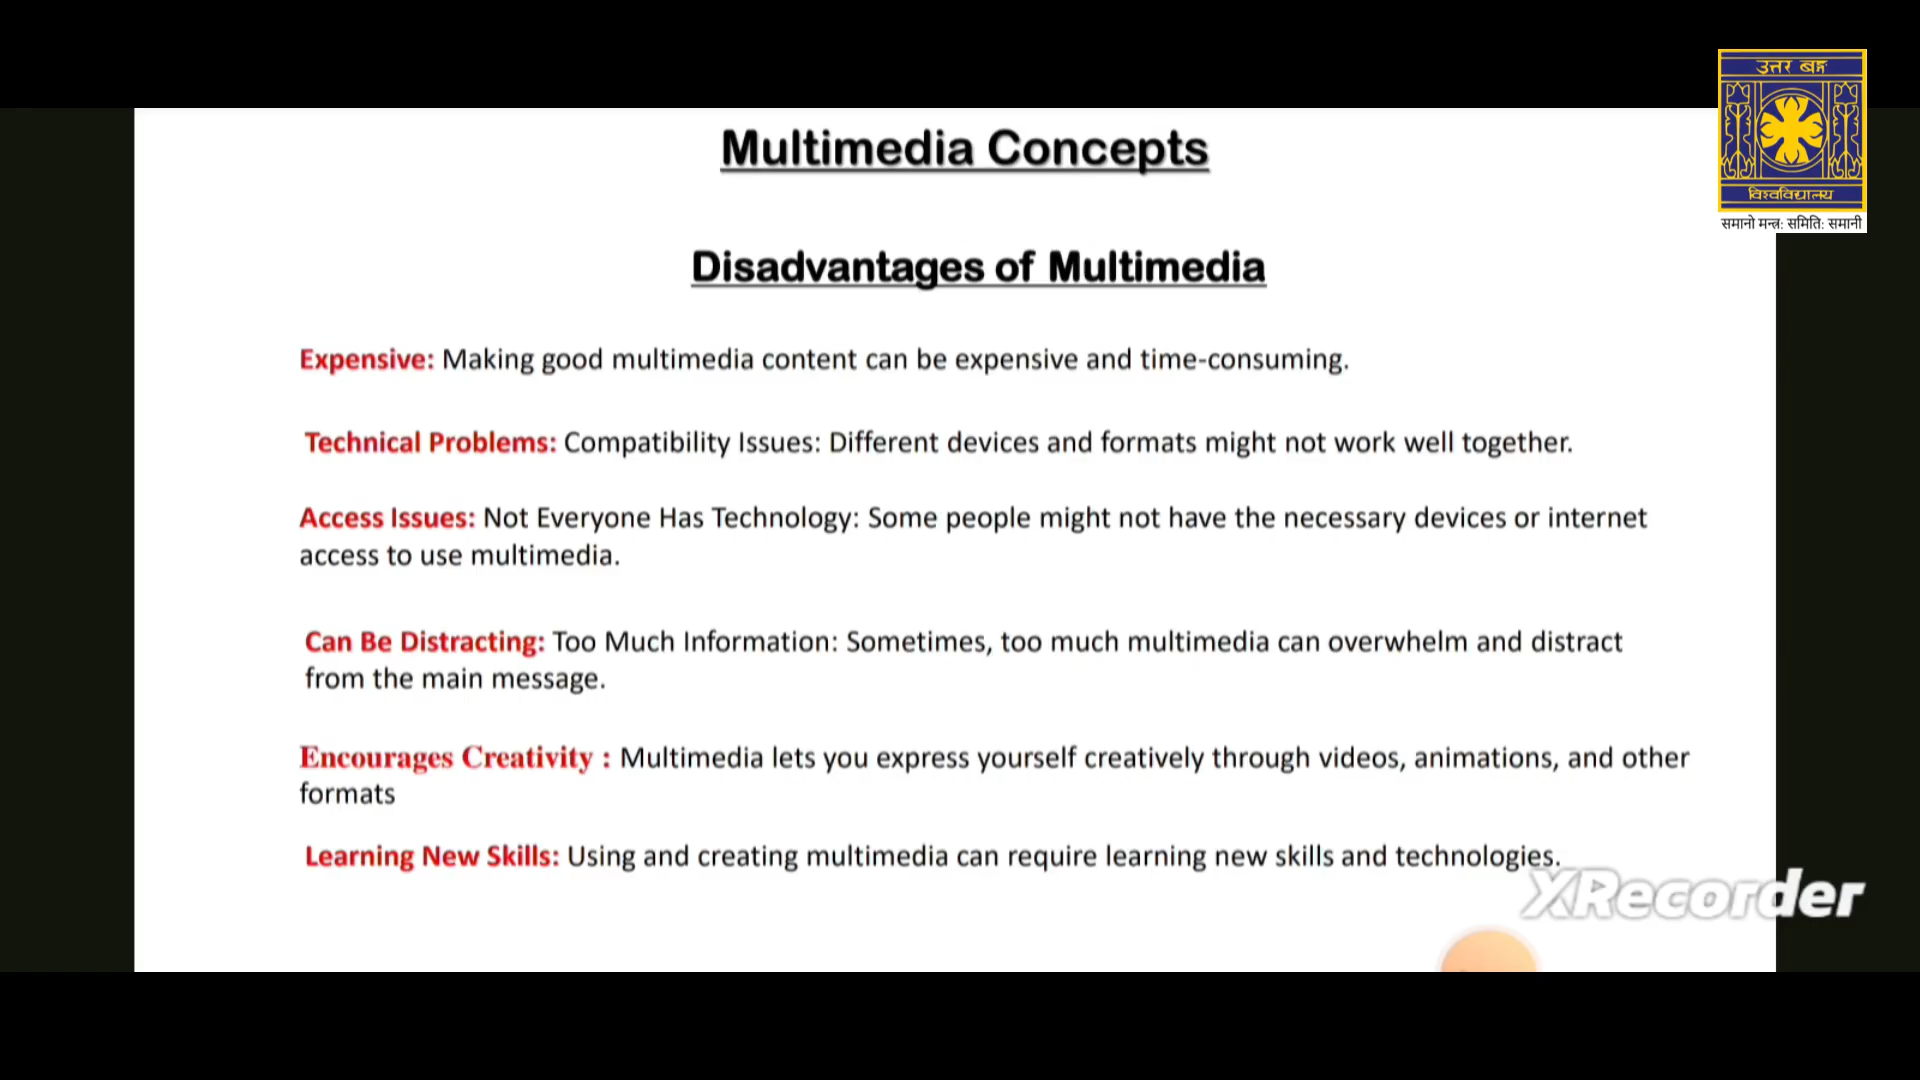 उत्तर बङ्ग
विश्वविद्यालय
समानो मन्त्र: समिति: समानी
Multimedia Concepts
Disadvantages of Multimedia
Expensive: Making good multimedia content can be expensive and time-consuming.
Technical Problems: Compatibility Issues: Different devices and formats might not work well together.
Access Issues: Not Everyone Has Technology: Some people might not have the necessary devices or internet
access to use multimedia.
Can Be Distracting: Too Much Information: Sometimes, too much multimedia can overwhelm and distract
from the main message.
Encourages Creativity : Multimedia lets you express yourself creatively through videos, animations, and other
formats
Learning New Skills: Using and creating multimedia can require learning new skills and technologies.
XRecorder